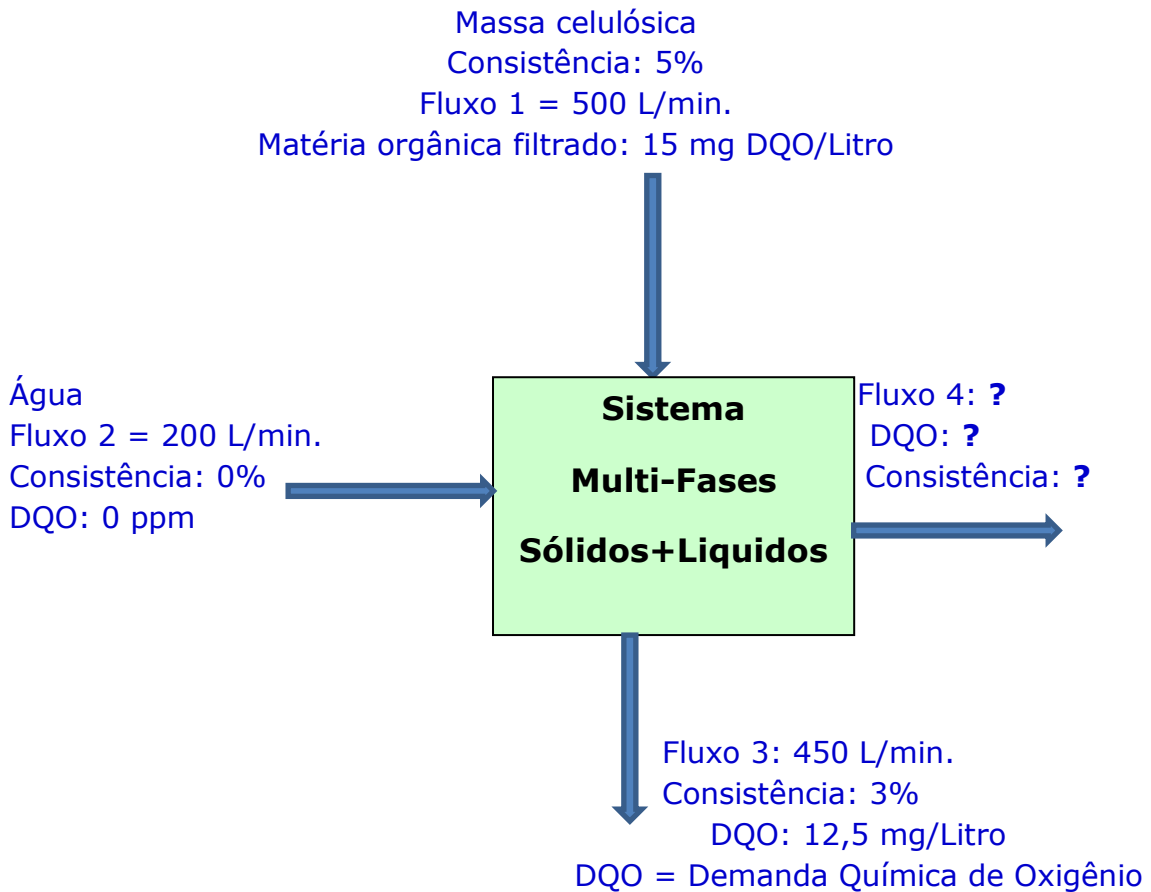 Massa celulósica
Consistência: 5%
Fluxo 1 = 500 L/min.
Matéria orgânica filtrado: 15 mg DQO/Litro
Água
Fluxo 2 = 200 L/min.
Consistência: 0%
DQO: 0 ppm
Sistema
Multi-Fases
Sólidos+Liquidos
Fluxo 4: ?
DQO: ?
Consistência: ?
Fluxo 3: 450 L/min.
Consistência: 3%
DQO: 12,5 mg/Litro
DQO = Demanda Química de Oxigênio